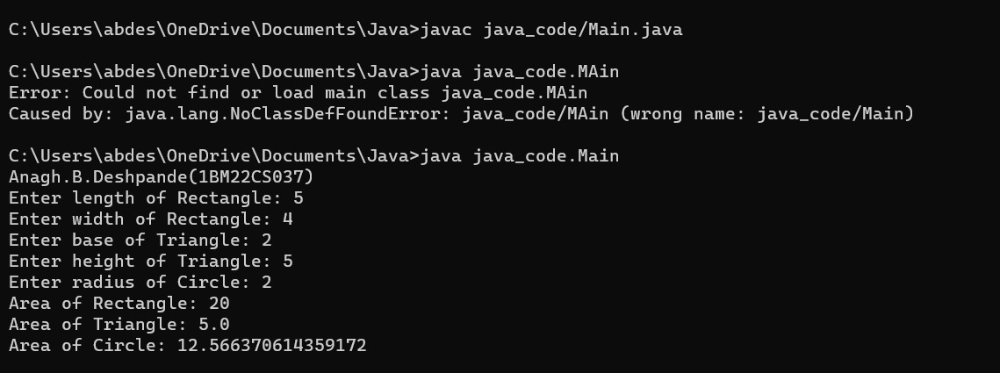 C:\Users\abdes\OneDrive\Documents\Java>javac java_code/Main.java
C:\Users\abdes\OneDrive\Documents\Java>java java_code.MAin
Error: Could not find or load main class java_code.MAin
Caused by: java.lang.NoClassDefFoundError: java_code/MAin (wrong name: java_code/Main)
C:\Users\abdes\OneDrive\Documents\Java>java java_code.Main
Anagh.B.Deshpande(1BM22CS037)
Enter length of Rectangle: 5
Enter width of Rectangle: 4
Enter base of Triangle: 2
Enter height of Triangle: 5
Enter radius of Circle: 2
Area of Rectangle: 20
Area of Triangle: 5.0
Area of Circle: 12.566370614359172